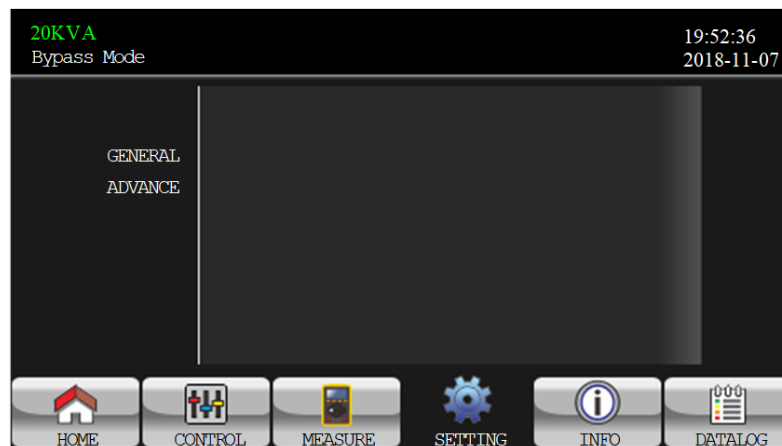 20KVA
Bypass Mode
19:52:36
2018-11-07
GENERAL
ADVANCE
HOME
CONTROL
MEASURE
SETTING
INFO
DATALOG